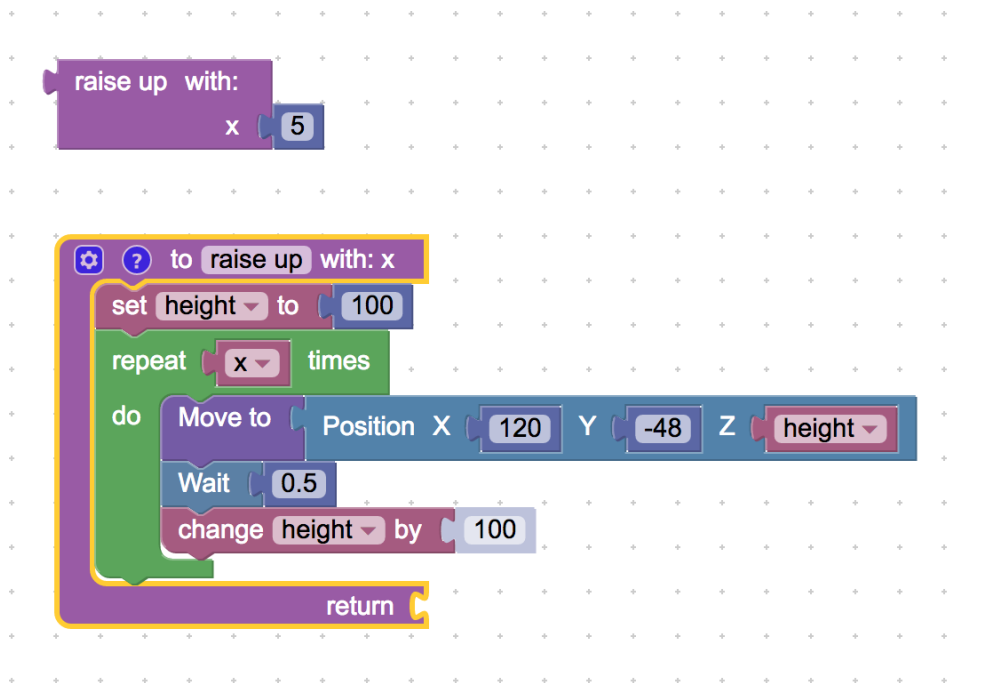 raise up with:
x 5
? to raise up with: x
set height to 100
repeat x times
do Move to Position X 120 Y -48 Z height
Wait 0.5
change height by 100
return